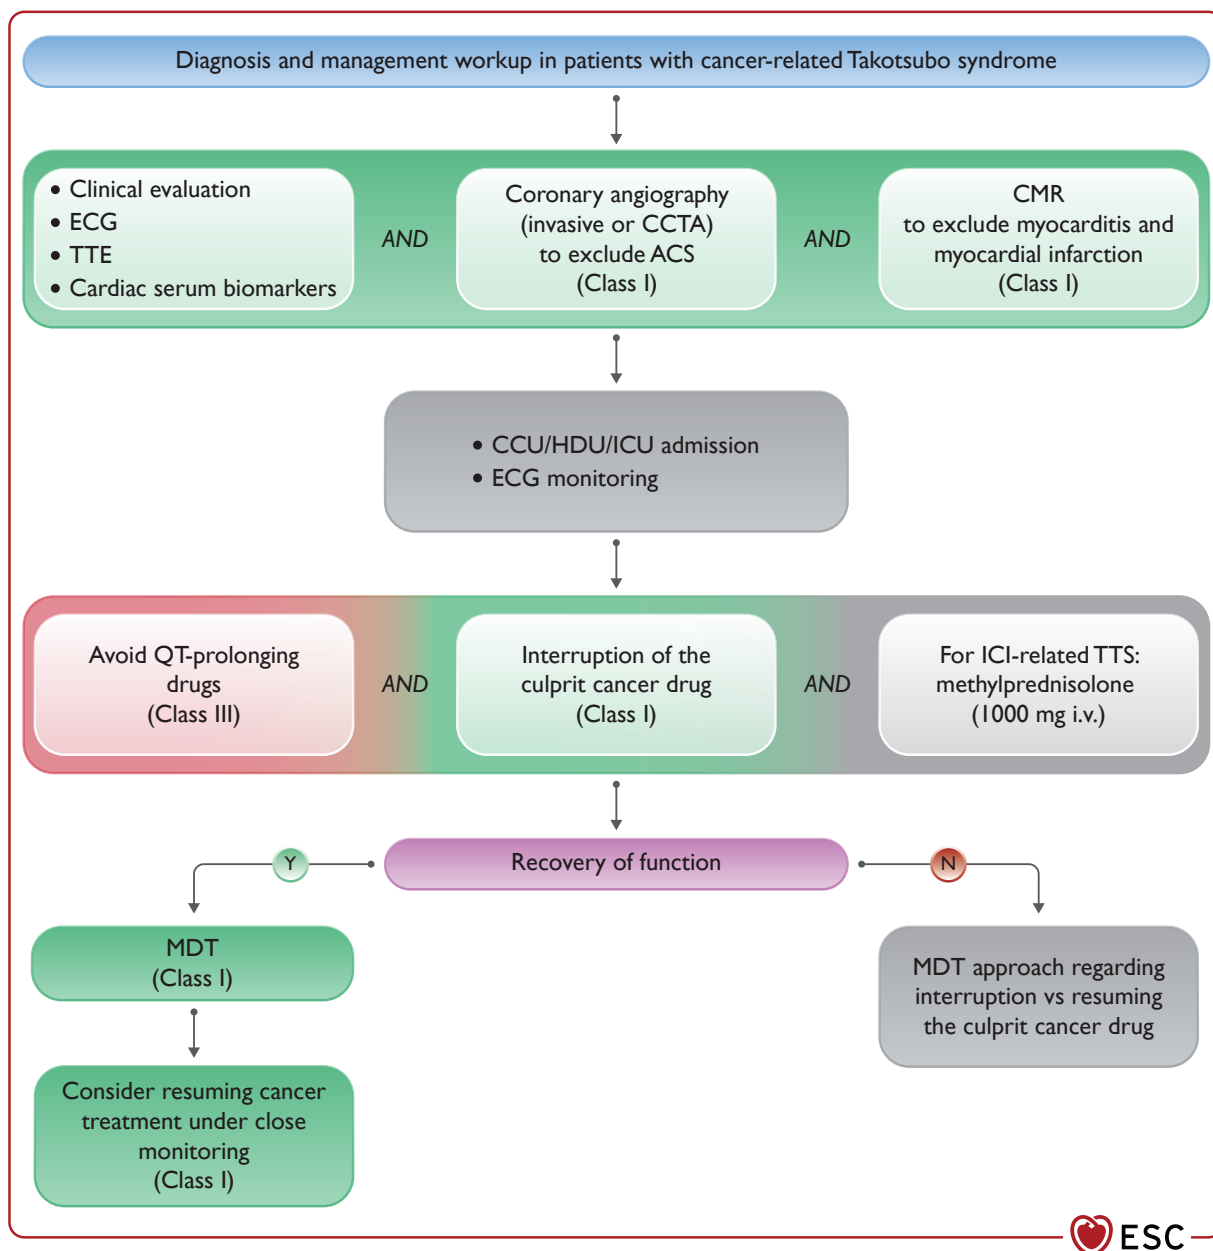 Diagnosis and management workup in patients with cancer-related Takotsubo syndrome
• Clinical evaluation
• ECG
• TTE
• Cardiac serum biomarkers
AND
Coronary angiography
(invasive or CCTA)
to exclude ACS
(Class I)
AND
CMR
to exclude myocarditis and
myocardial infarction
(Class I)
• CCU/HDU/ICU admission
• ECG monitoring
Avoid QT-prolonging
drugs
(Class III)
AND
Interruption of the
culprit cancer drug
(Class I)
AND
For ICI-related TTS:
methylprednisolone
(1000 mg i.v.)
Recovery of function
Y
N
MDT
(Class I)
MDT approach regarding
interruption vs resuming
the culprit cancer drug
Consider resuming cancer
treatment under close
monitoring
(Class I)
ESC